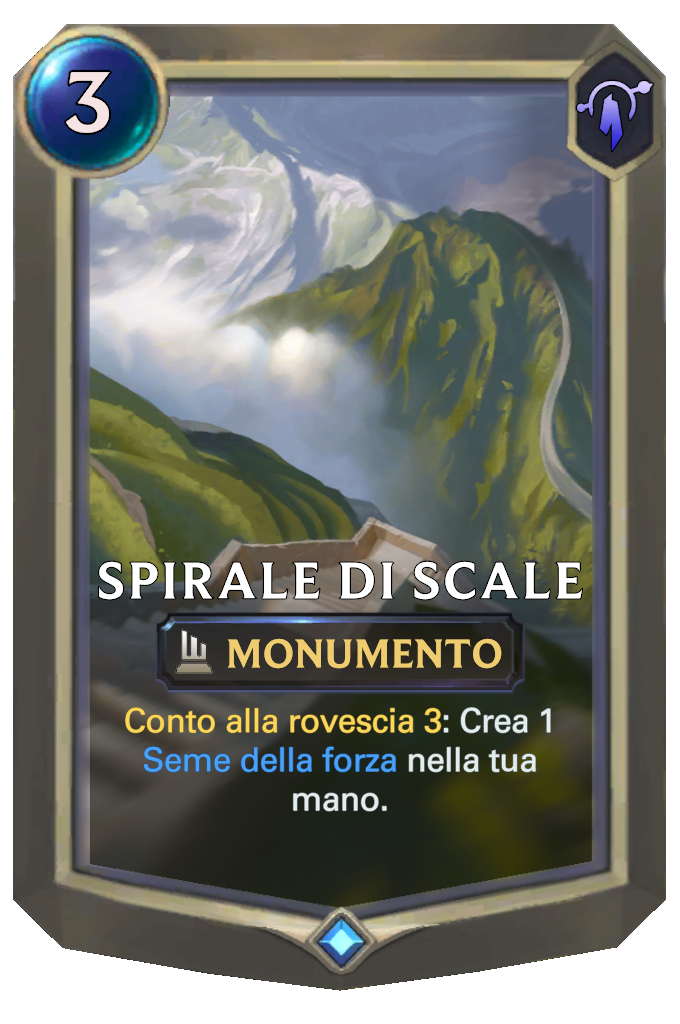 3
SPIRALE DI SCALE
MONUMENTO
Conto alla rovescia 3: Crea 1
Seme della forza nella tua
mano.